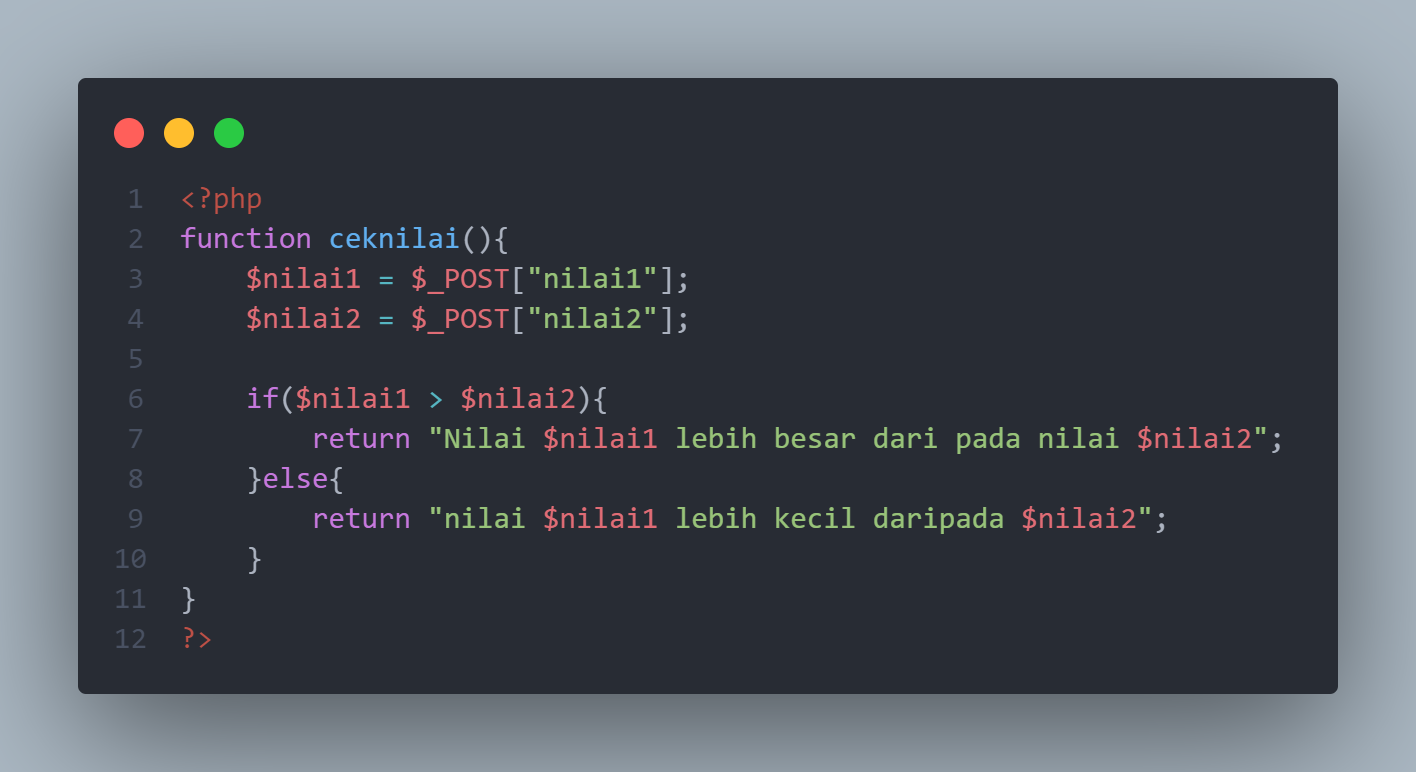 1 <?php
2 function ceknilai(){
3     $nilai1 = $_POST["nilai1"];
4     $nilai2 = $_POST["nilai2"];
5
6     if($nilai1 > $nilai2){
7         return "Nilai $nilai1 lebih besar dari pada nilai $nilai2";
8     }else{
9         return "nilai $nilai1 lebih kecil daripada $nilai2";
10     }
11 }
12 ?>